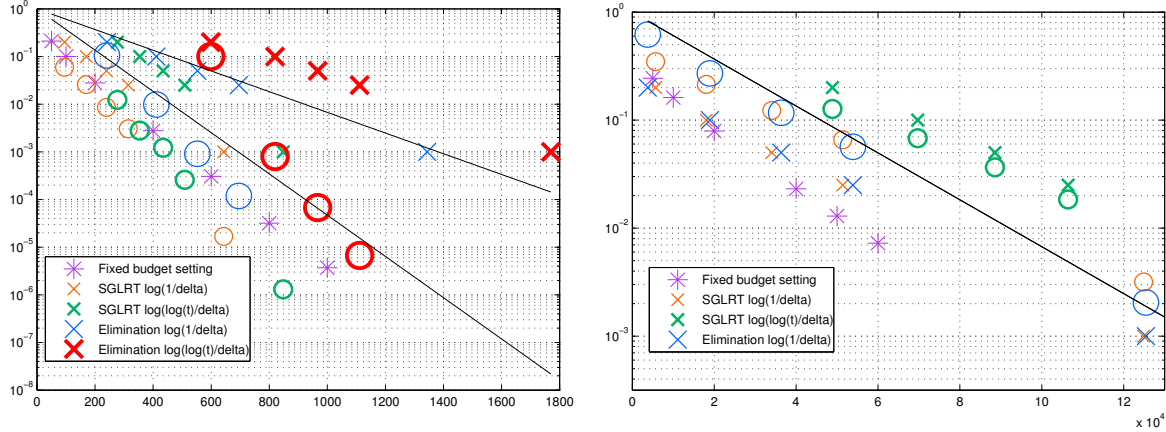 10^0
10^-1
10^-2
10^-3
10^-4
10^-5
10^-6
10^-7
10^-8
0 200 400 600 800 1000 1200 1400 1600 1800
Fixed budget setting
SGLRT log(1/delta)
SGLRT log(log(t)/delta)
Elimination log(1/delta)
Elimination log(log(t)/delta)
10^0
10^-1
10^-2
10^-3
0 2 4 6 8 10 12
x 10^4
Fixed budget setting
SGLRT log(1/delta)
SGLRT log(log(t)/delta)
Elimination log(1/delta)